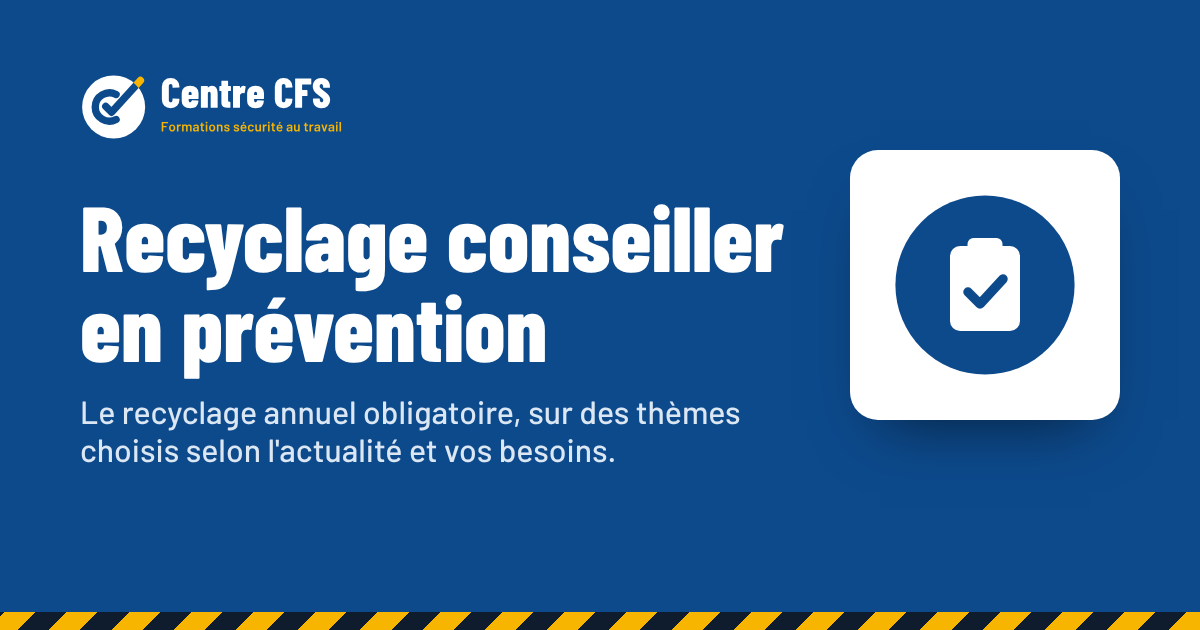 Centre CFS
Formations sécurité au travail
Recyclage conseiller
en prévention
Le recyclage annuel obligatoire, sur des thèmes
choisis selon l'actualité et vos besoins.